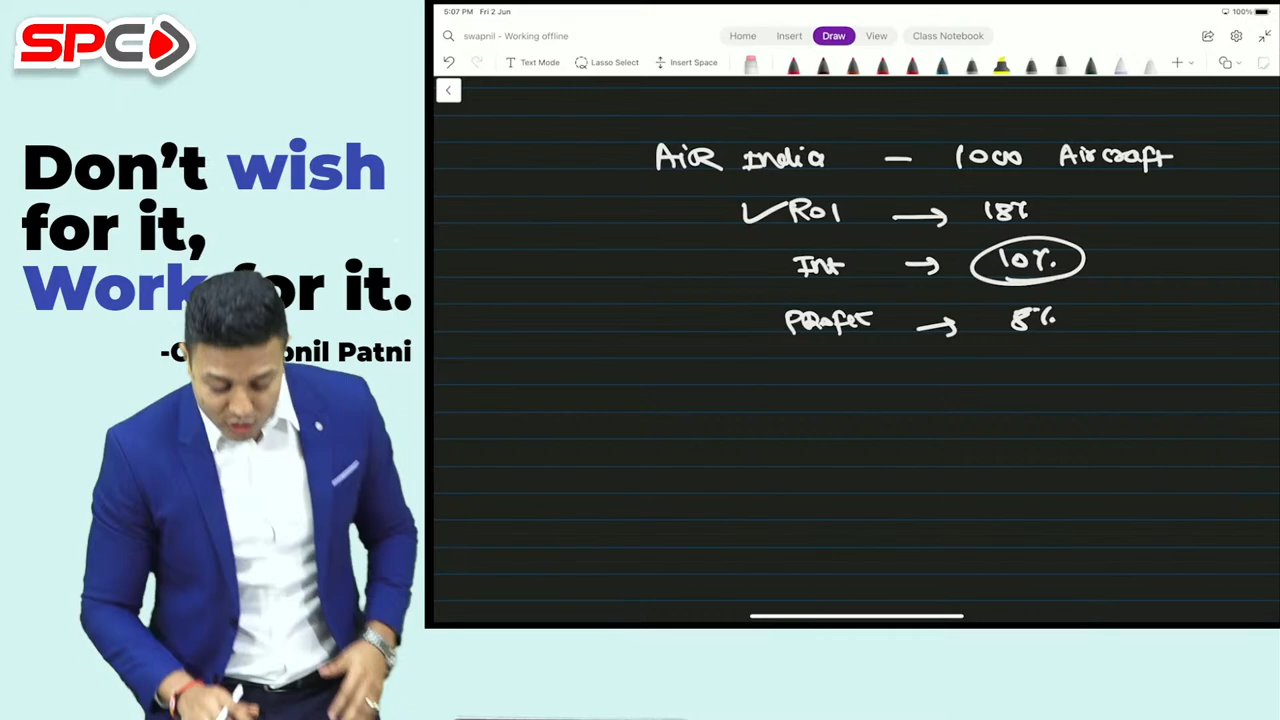 SPC
Don't wish
for it,
Work for it.
Patni
5:07 PM Fri 2 Jun
100%
swapnil - Working offline
Home Insert Draw View Class Notebook
Text Mode Lasso Select Insert Space
AiR India - 1000 Aircraft
✓ ROI → 18%
Int → 10%.
Profit → 8%.